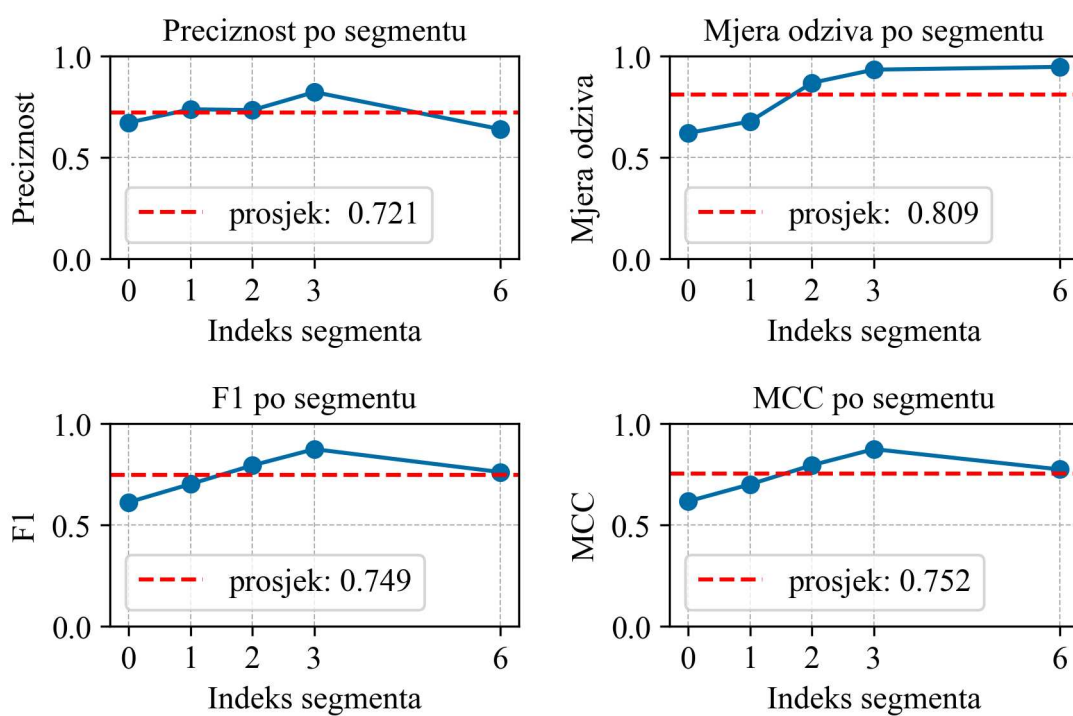 Preciznost po segmentu
Preciznost
1.0
0.5
0.0
prosjek: 0.721
0 1 2 3 6
Indeks segmenta
Mjera odziva po segmentu
Mjera odziva
1.0
0.5
0.0
prosjek: 0.809
0 1 2 3 6
Indeks segmenta
F1 po segmentu
F1
1.0
0.5
0.0
prosjek: 0.749
0 1 2 3 6
Indeks segmenta
MCC po segmentu
MCC
1.0
0.5
0.0
prosjek: 0.752
0 1 2 3 6
Indeks segmenta